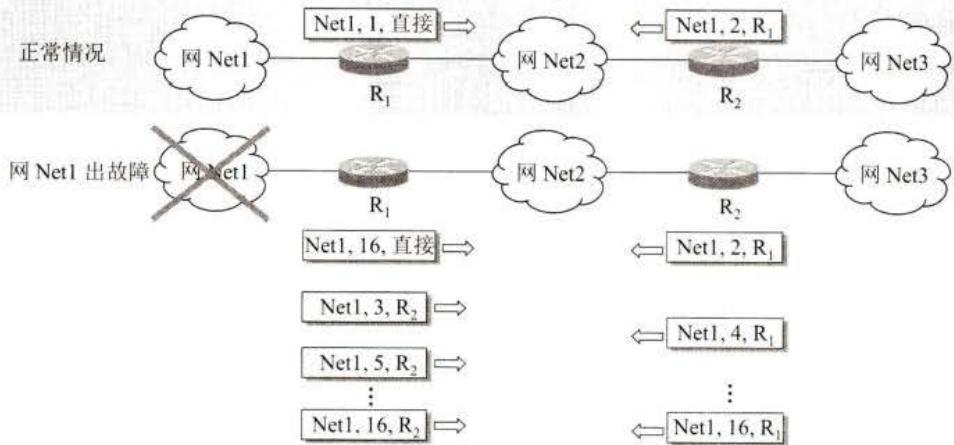 Net1, 1, 直接
Net1, 2, R₁
正常情况
网 Net1
网 Net2
网 Net3
R₁
R₂
网 Net1 出故障
网 Net1
网 Net2
网 Net3
R₁
R₂
Net1, 16, 直接
Net1, 2, R₁
Net1, 3, R₂
Net1, 4, R₁
Net1, 5, R₂
⋮
⋮
Net1, 16, R₂
Net1, 16, R₁